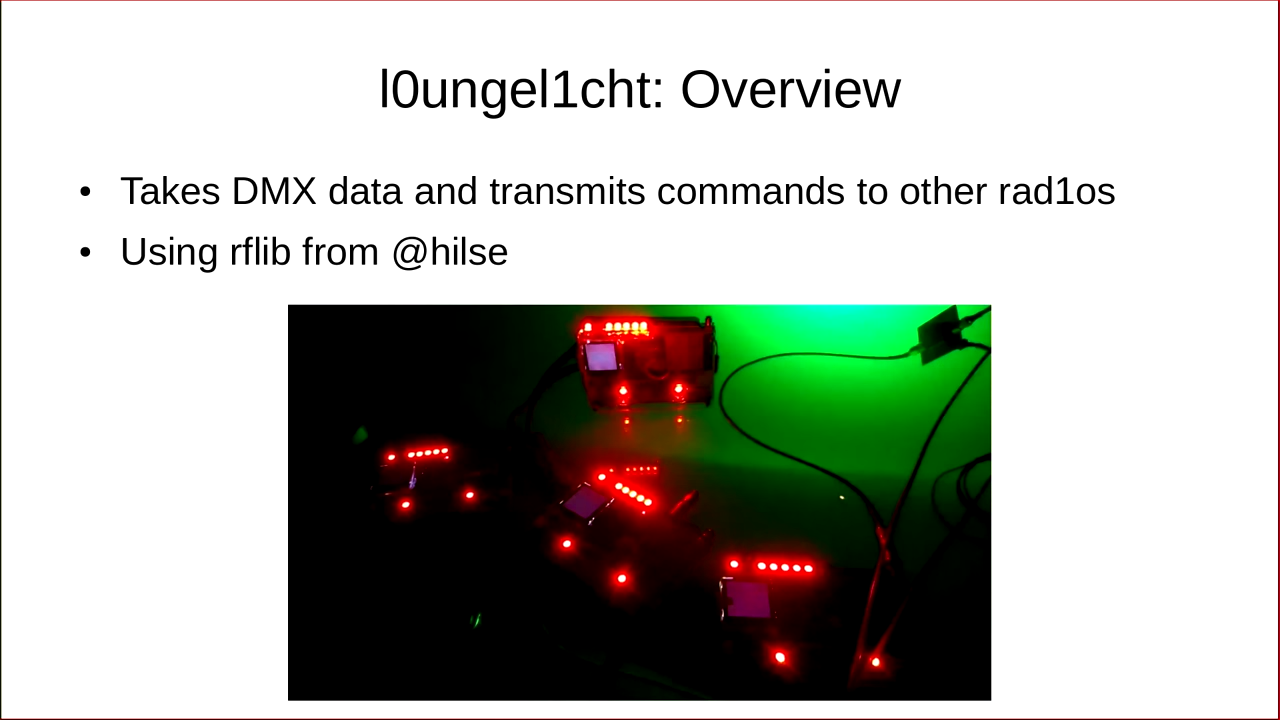 l0ungel1cht: Overview
• Takes DMX data and transmits commands to other rad1os
• Using rflib from @hilse